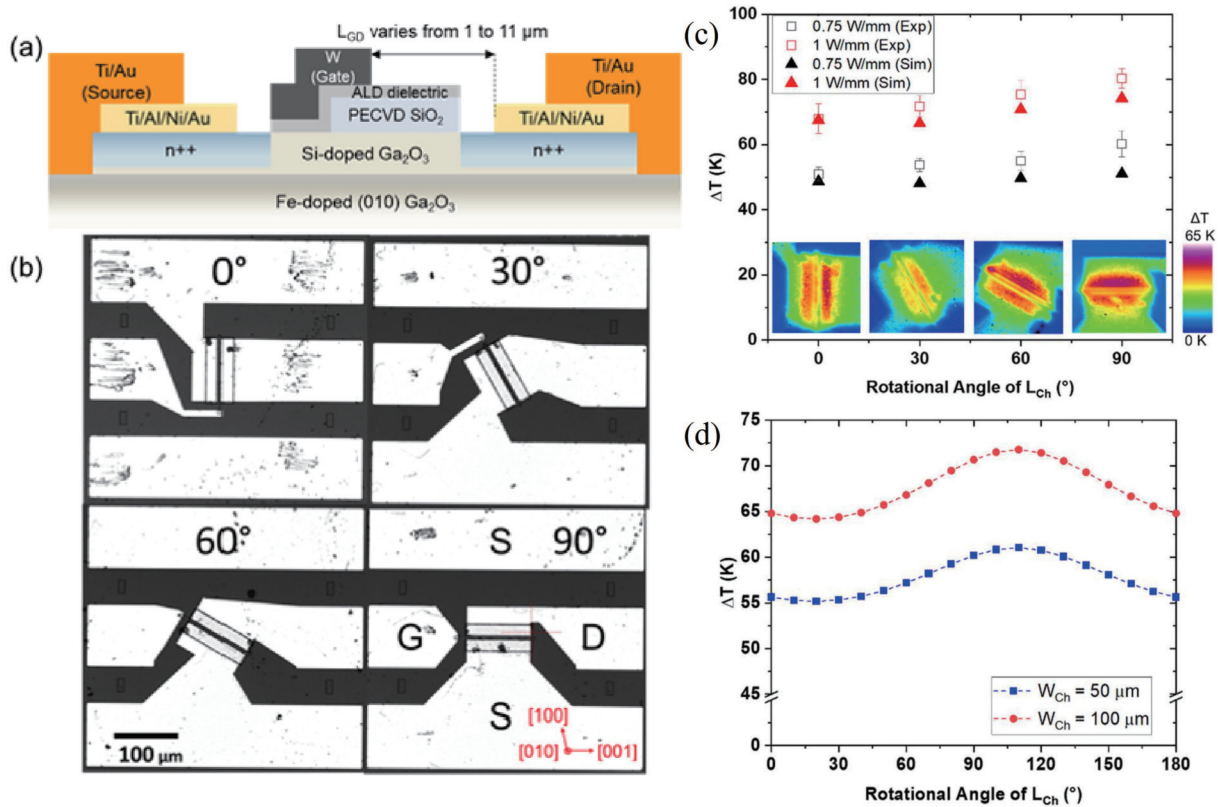 (a)
L_GD varies from 1 to 11 µm
Ti/Au
(Source)
W
(Gate)
ALD dielectric
PECVD SiO₂
Ti/Au
(Drain)
Ti/Al/Ni/Au
Ti/Al/Ni/Au
n++
Si-doped Ga₂O₃
n++
Fe-doped (010) Ga₂O₃
(b)
0°
30°
60°
S 90°
G
D
S
100 µm
[100]
[010]
[001]
(c)
100
80
60
40
20
0
ΔT (K)
0.75 W/mm (Exp)
1 W/mm (Exp)
0.75 W/mm (Sim)
1 W/mm (Sim)
ΔT
65 K
0 K
0 30 60 90
Rotational Angle of L_Ch (°)
(d)
75
70
65
60
55
50
45
0
ΔT (K)
W_Ch = 50 µm
W_Ch = 100 µm
0 30 60 90 120 150 180
Rotational Angle of L_Ch (°)